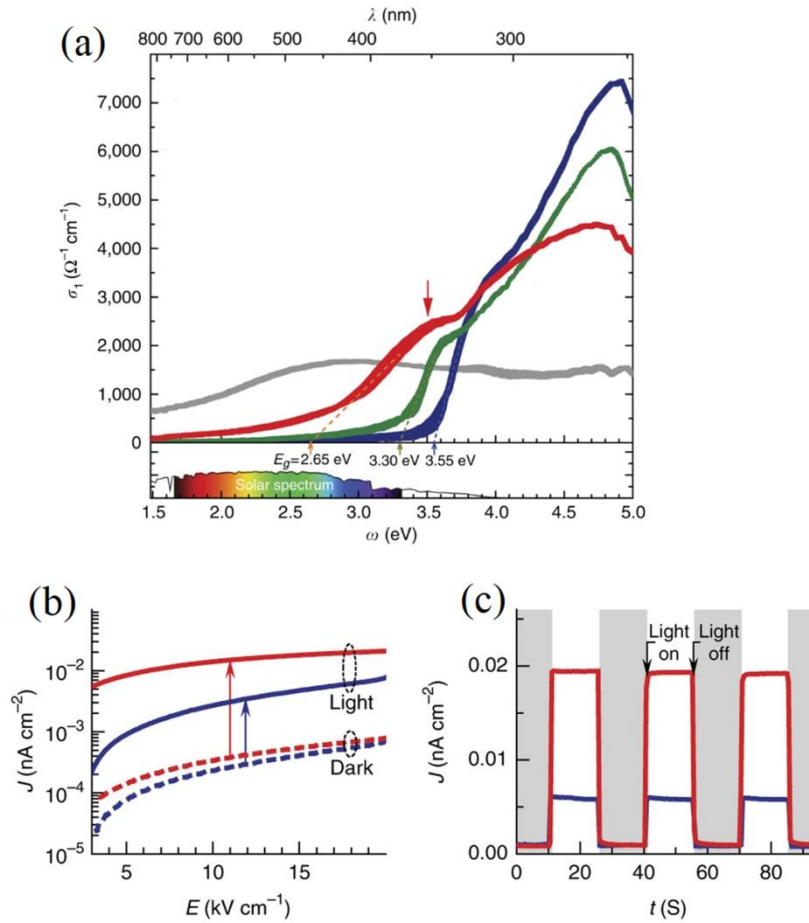 (a)
λ (nm)
800 700 600 500 400 300
7,000
6,000
5,000
4,000
3,000
2,000
1,000
0
σ₁ (Ω⁻¹ cm⁻¹)
E_g=2.65 eV 3.30 eV 3.55 eV
Solar spectrum
1.5 2.0 2.5 3.0 3.5 4.0 4.5 5.0
ω (eV)
(b)
10⁻²
10⁻³
10⁻⁴
10⁻⁵
J (nA cm⁻²)
Light
Dark
5 10 15
E (kV cm⁻¹)
(c)
Light on
Light off
0.02
0.01
0.00
J (nA cm⁻²)
0 20 40 60 80
t (S)